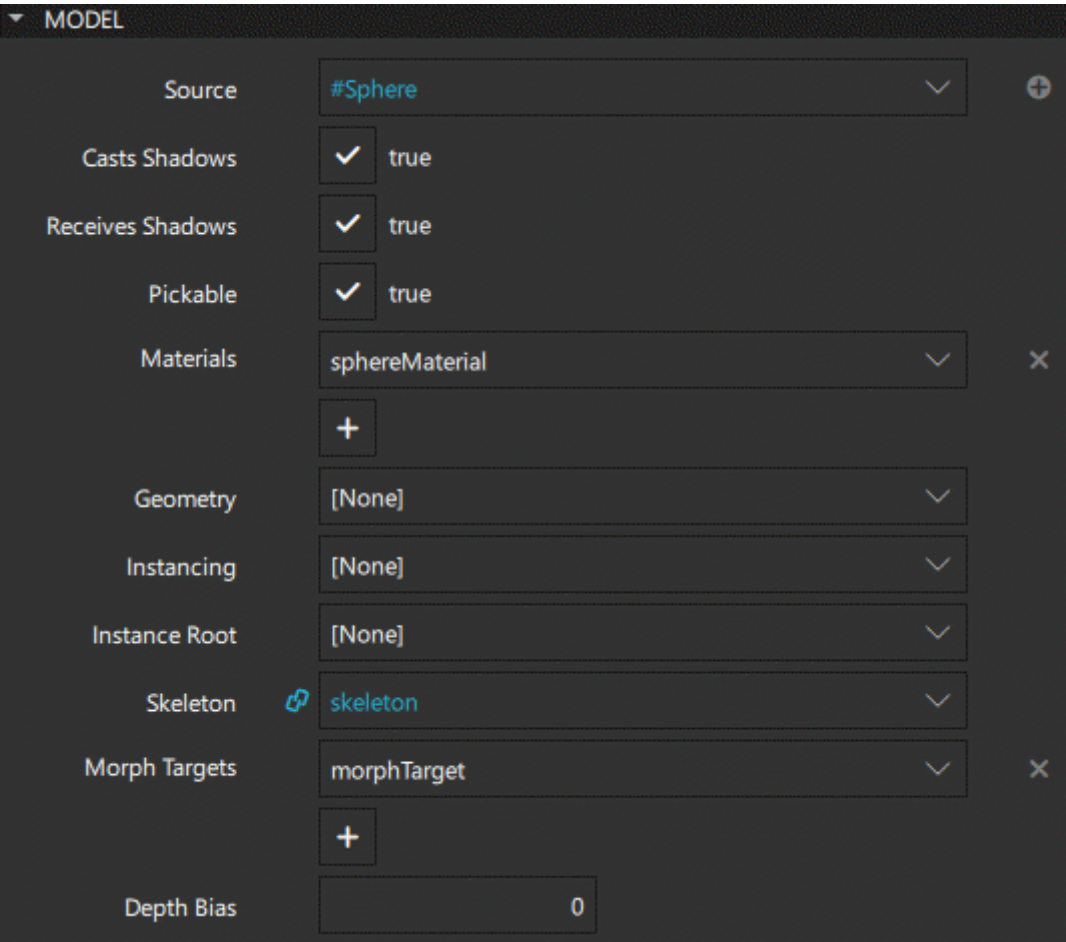 MODEL
Source #Sphere
Casts Shadows true
Receives Shadows true
Pickable true
Materials sphereMaterial
Geometry [None]
Instancing [None]
Instance Root [None]
Skeleton skeleton
Morph Targets morphTarget
Depth Bias 0